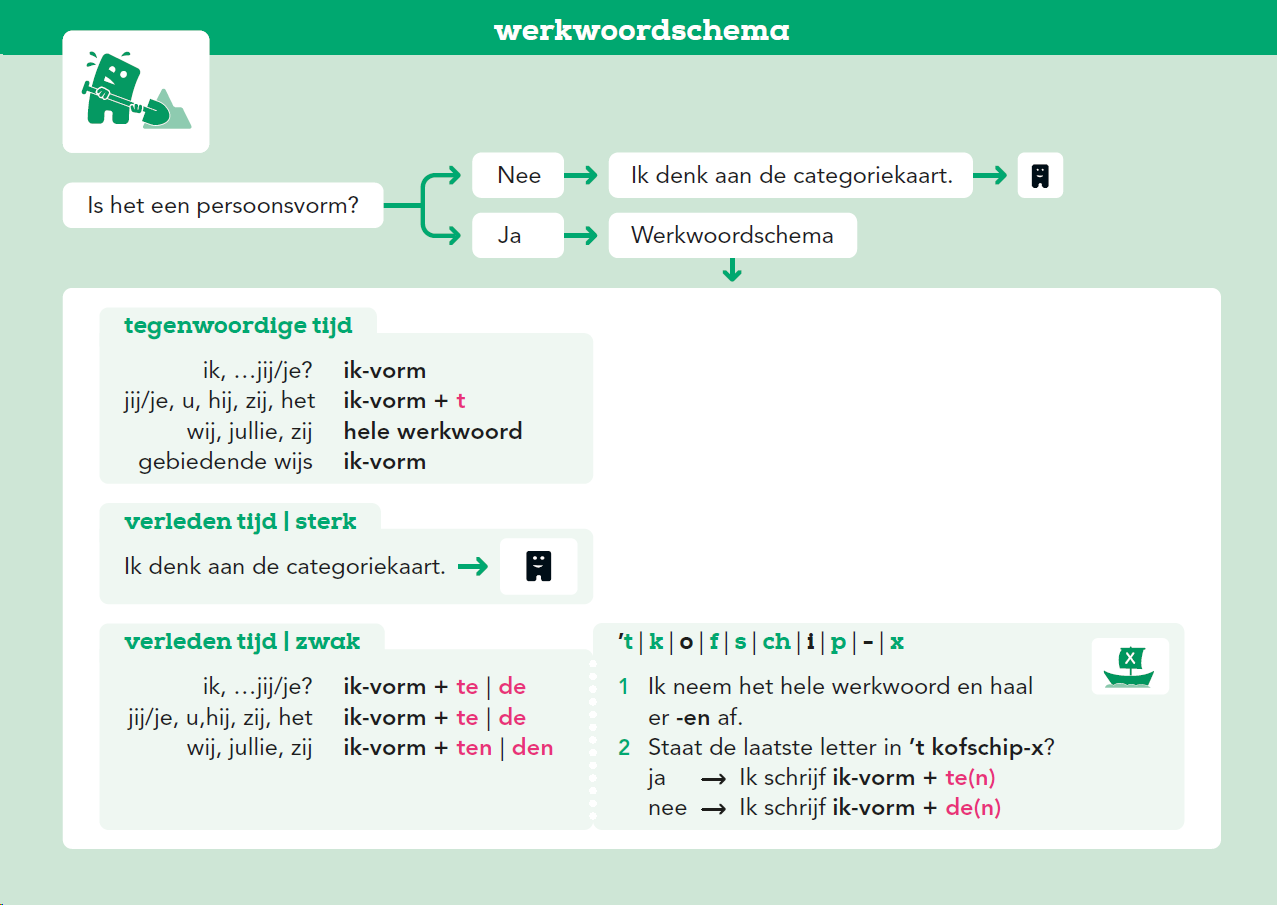 werkwoordschema
Is het een persoonsvorm?
Nee
Ik denk aan de categoriekaart.
Ja
Werkwoordschema
tegenwoordige tijd
ik, …jij/je? ik-vorm
jij/je, u, hij, zij, het ik-vorm + t
wij, jullie, zij hele werkwoord
gebiedende wijs ik-vorm
verleden tijd | sterk
Ik denk aan de categoriekaart.
verleden tijd | zwak
ik, …jij/je? ik-vorm + te | de
jij/je, u,hij, zij, het ik-vorm + te | de
wij, jullie, zij ik-vorm + ten | den
’t | k | o | f | s | ch | i | p | - | x
X
1 Ik neem het hele werkwoord en haal
er -en af.
2 Staat de laatste letter in ’t kofschip-x?
ja → Ik schrijf ik-vorm + te(n)
nee → Ik schrijf ik-vorm + de(n)